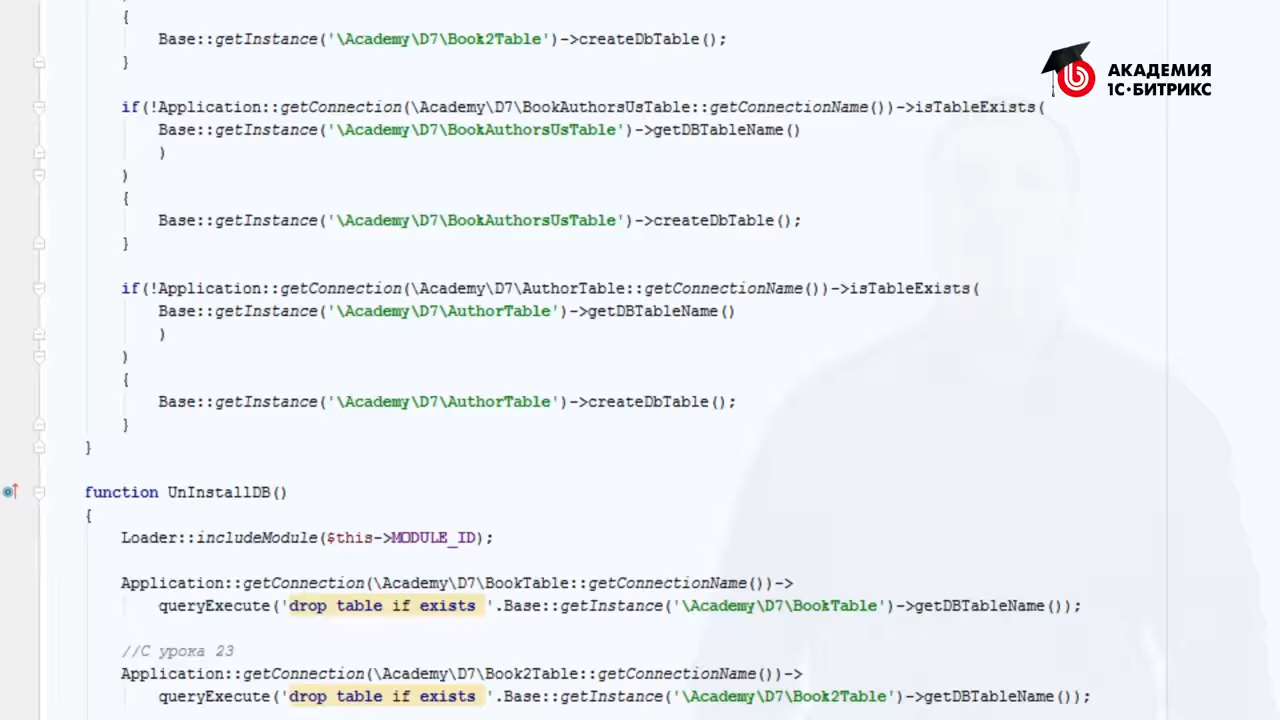 {
Base::getInstance('\Academy\D7\Book2Table')->createDbTable();
}
АКАДЕМИЯ
1С·БИТРИКС
if(!Application::getConnection(\Academy\D7\BookAuthorsUsTable::getConnectionName())->isTableExists(
Base::getInstance('\Academy\D7\BookAuthorsUsTable')->getDBTableName()
)
)
{
Base::getInstance('\Academy\D7\BookAuthorsUsTable')->createDbTable();
}
if(!Application::getConnection(\Academy\D7\AuthorTable::getConnectionName())->isTableExists(
Base::getInstance('\Academy\D7\AuthorTable')->getDBTableName()
)
)
{
Base::getInstance('\Academy\D7\AuthorTable')->createDbTable();
}
}
function UnInstallDB()
{
Loader::includeModule($this->MODULE_ID);
Application::getConnection(\Academy\D7\BookTable::getConnectionName())->
queryExecute('drop table if exists '.Base::getInstance('\Academy\D7\BookTable')->getDBTableName());
//С урока 23
Application::getConnection(\Academy\D7\Book2Table::getConnectionName())->
queryExecute('drop table if exists '.Base::getInstance('\Academy\D7\Book2Table')->getDBTableName());